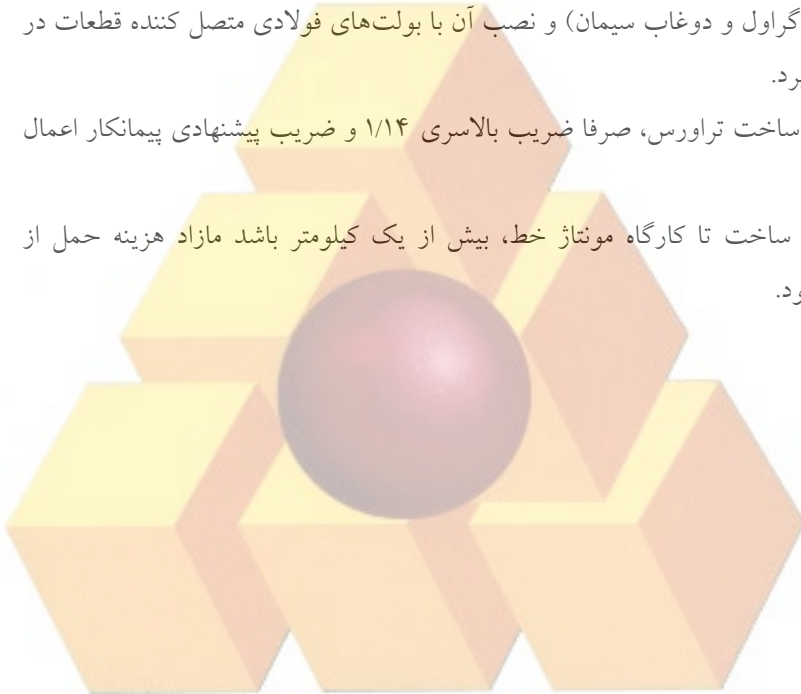 گراول و دوغاب سیمان) و نصب آن با بولت‌های فولادی متصل کننده قطعات در
یرد.
ساخت تراورس، صرفا ضریب بالاسری ۱/۱۴ و ضریب پیشنهادی پیمانکار اعمال
ساخت تا کارگاه مونتاژ خط، بیش از یک کیلومتر باشد مازاد هزینه حمل از
ود.